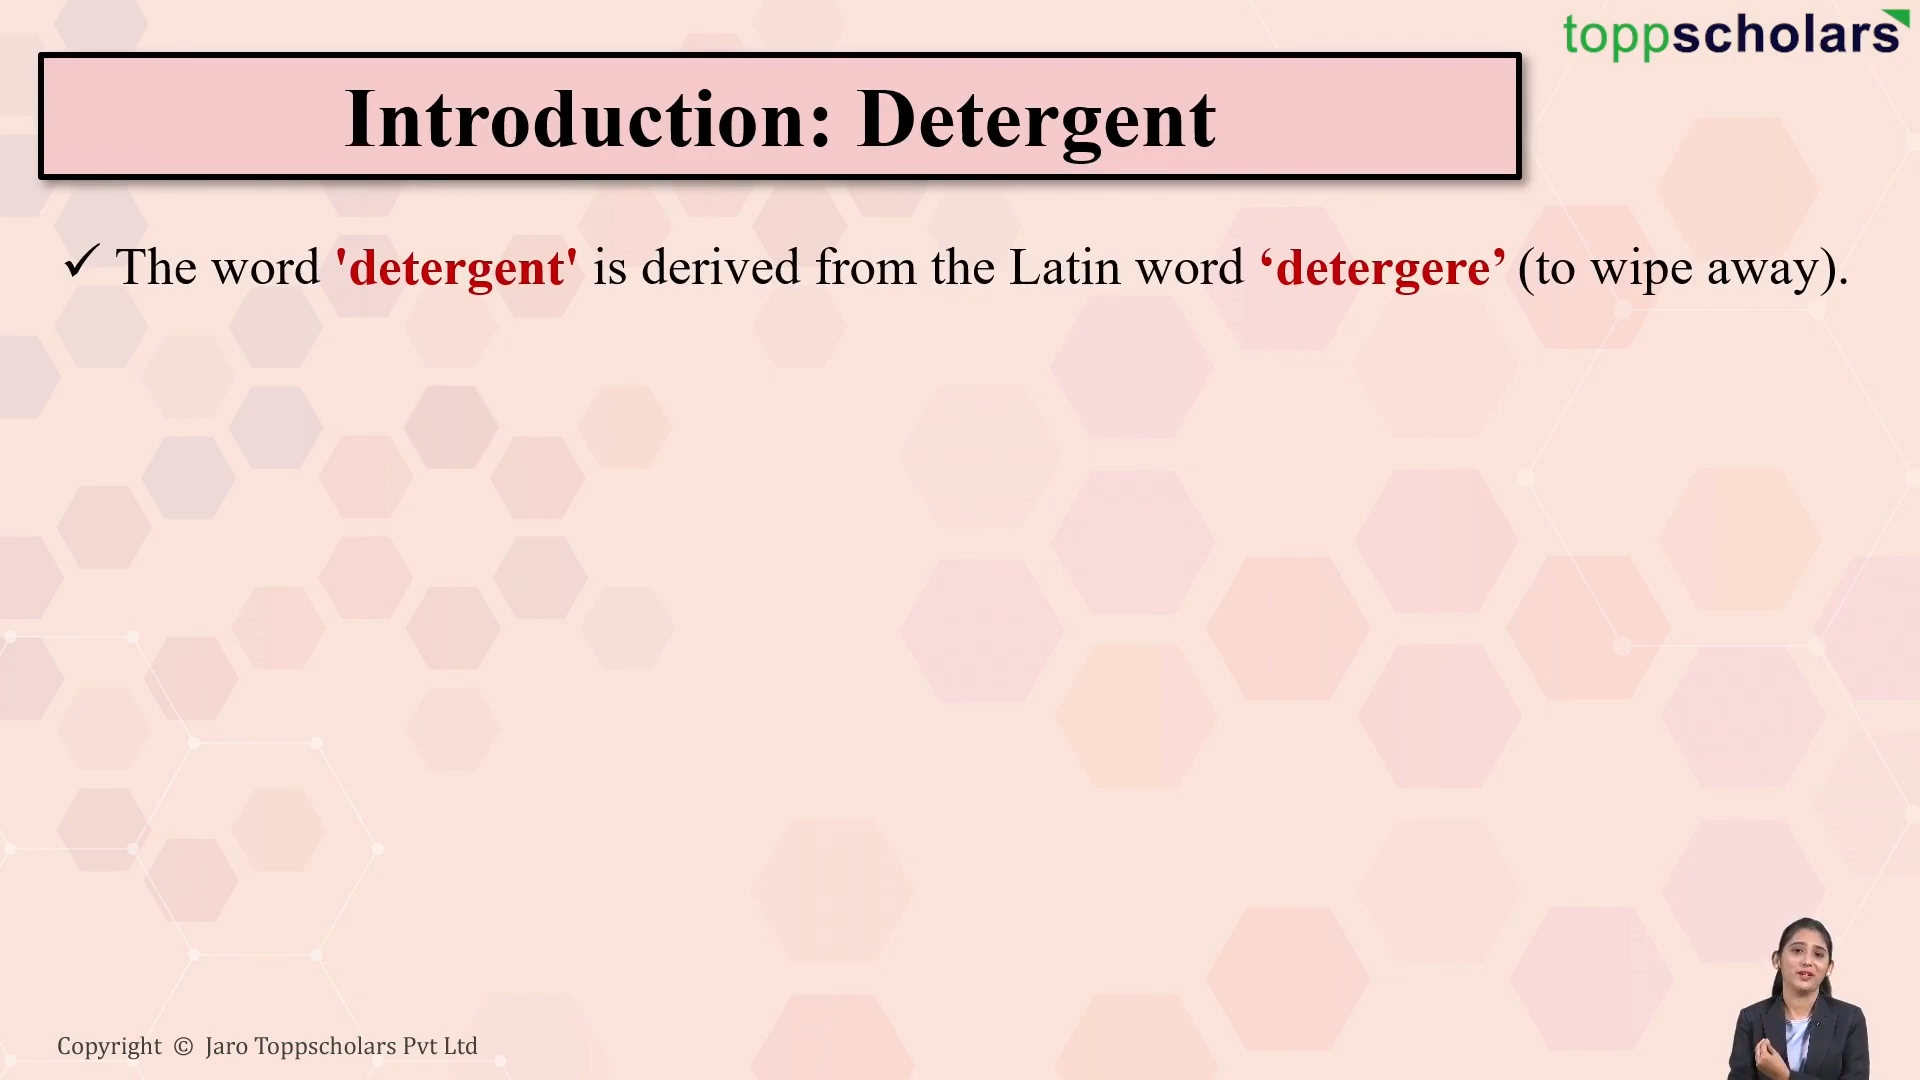 toppscholars
Introduction: Detergent
✓ The word 'detergent' is derived from the Latin word ‘detergere’ (to wipe away).
Copyright © Jaro Toppscholars Pvt Ltd